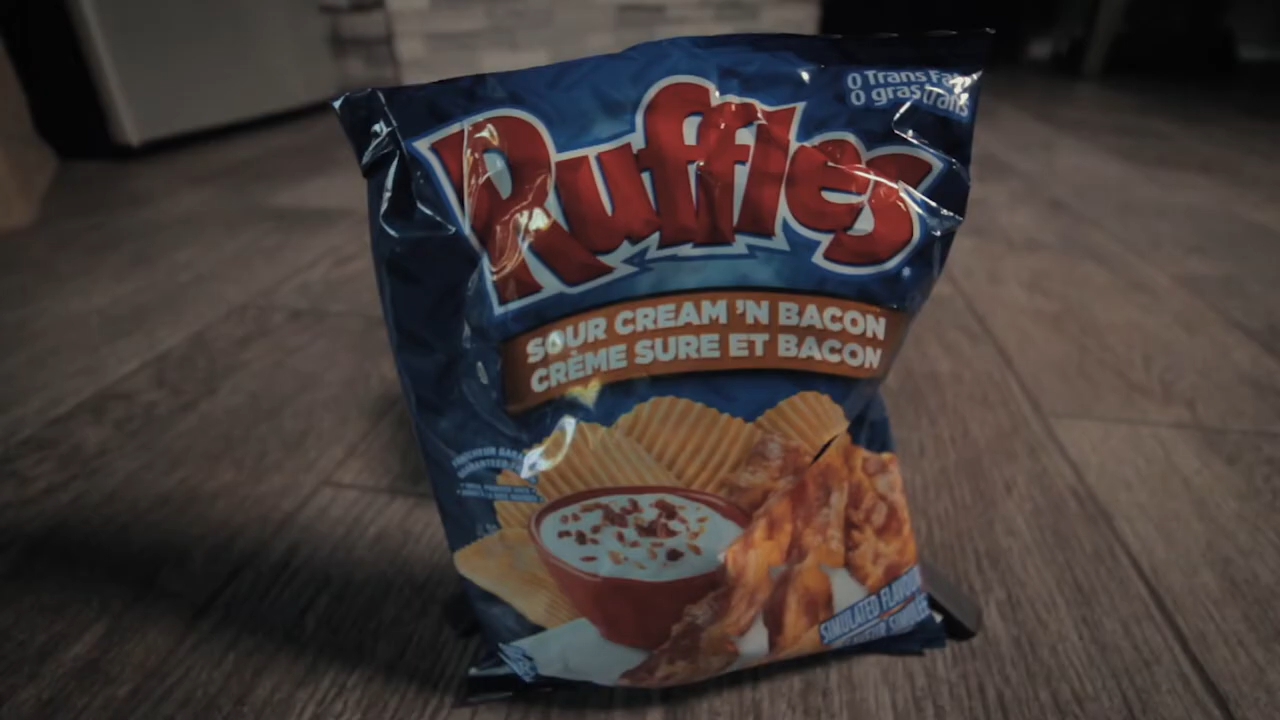 0 Trans Fat
0 gras trans
Ruffles
SOUR CREAM 'N BACON
CRÈME SURE ET BACON
SIMULATED FLAVOUR